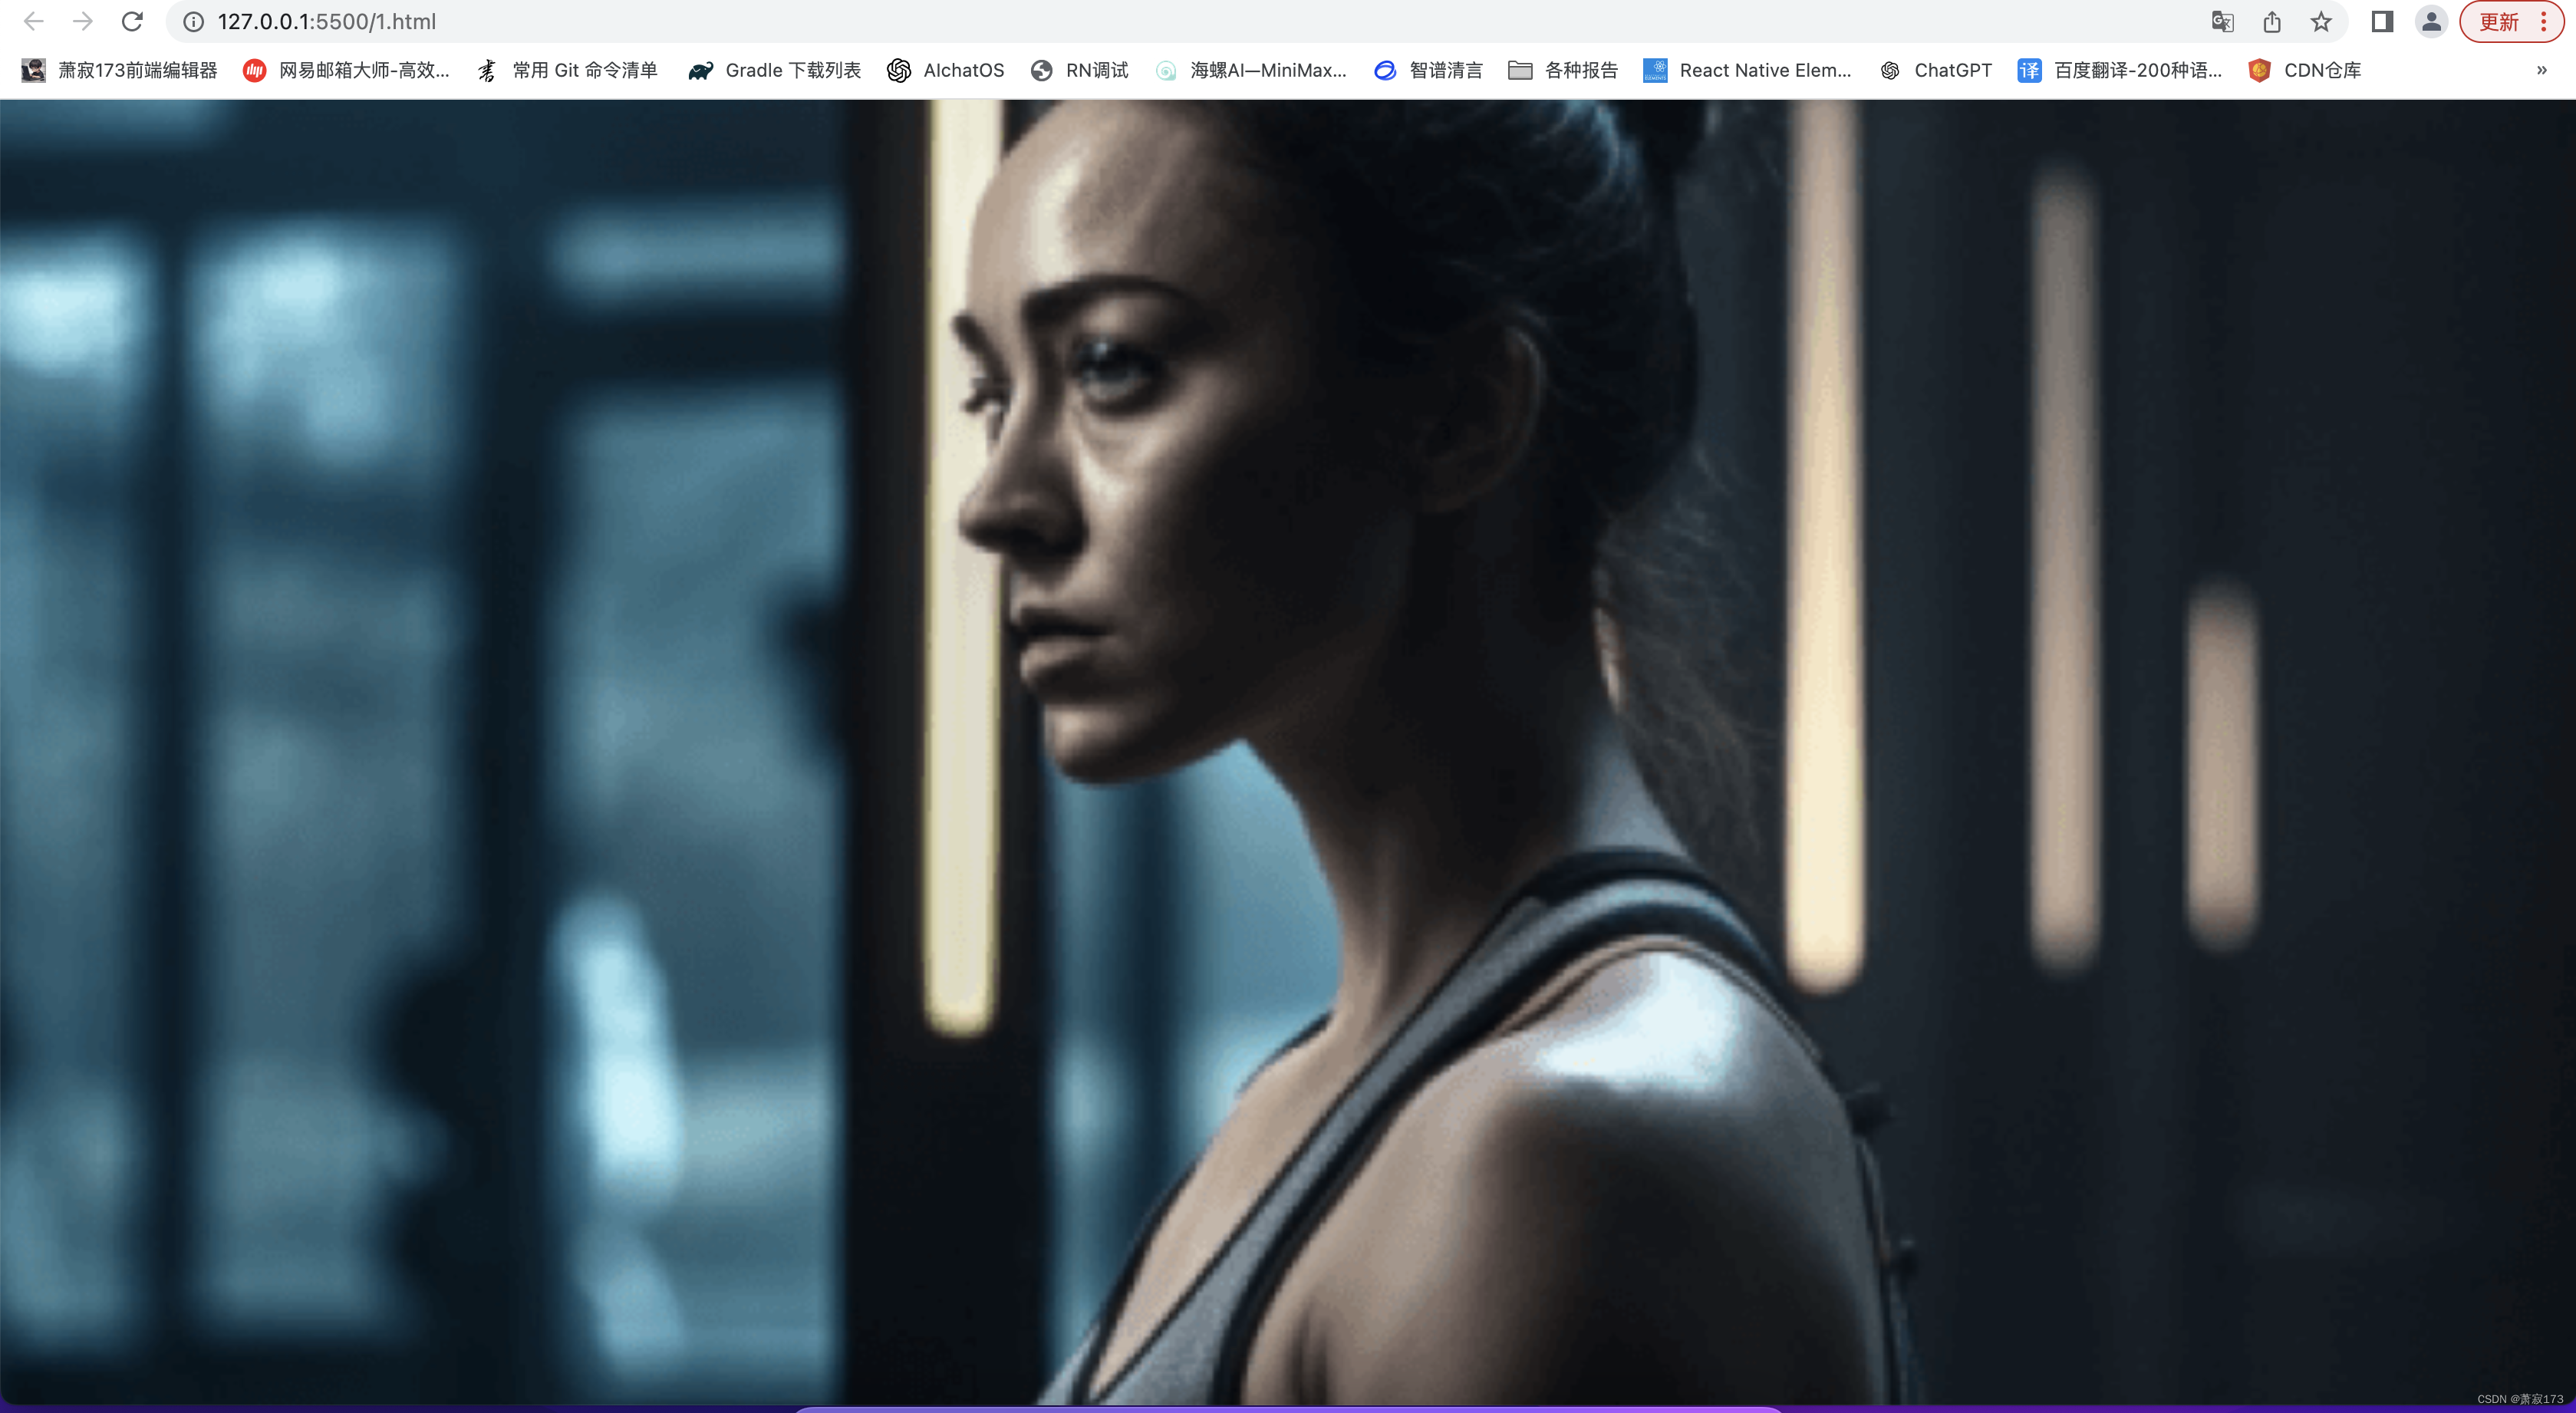 127.0.0.1:5500/1.html
更新
萧寂173前端编辑器 网易邮箱大师-高效... 常用 Git 命令清单 Gradle 下载列表 AIchatOS RN调试 海螺AI—MiniMax... 智谱清言 各种报告 React Native Elem... ChatGPT 译 百度翻译-200种语... CDN仓库 »
CSDN @萧寂173